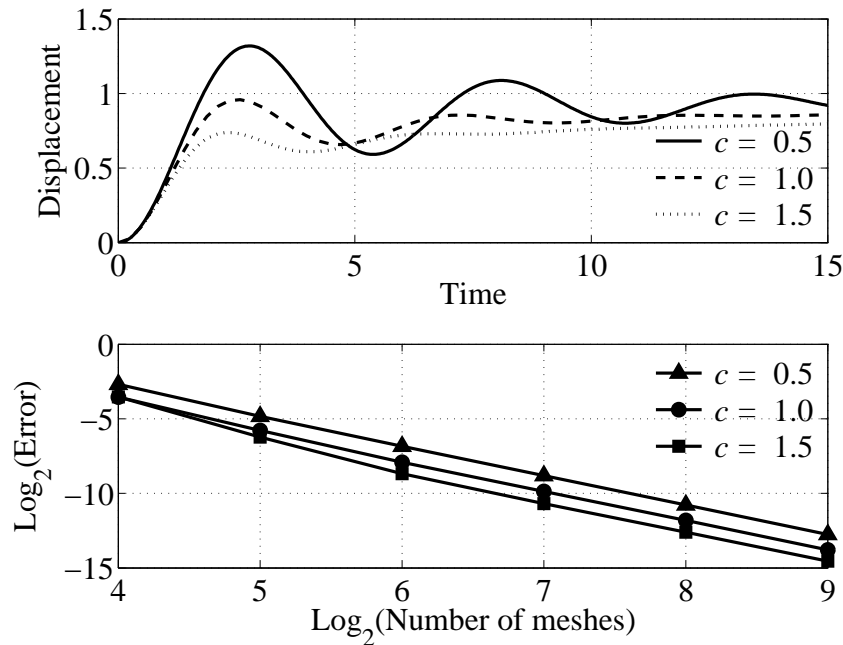 1.5
1
0.5
0
Displacement
c = 0.5
c = 1.0
c = 1.5
0
5
10
15
Time
0
−5
−10
−15
Log2(Error)
c = 0.5
c = 1.0
c = 1.5
4
5
6
7
8
9
Log2(Number of meshes)